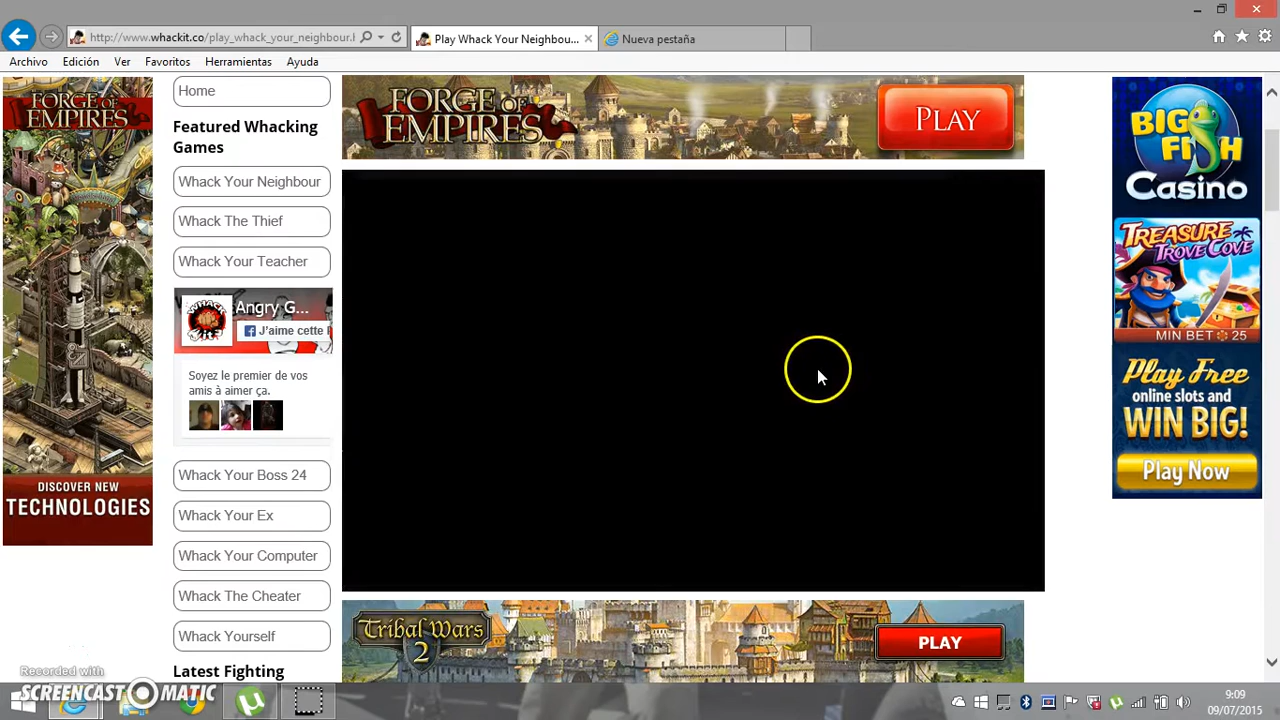 http://www.whackit.co/play_whack_your_neighbour.h
Play Whack Your Neighbou...
Nueva pestaña
Archivo Edición Ver Favoritos Herramientas Ayuda
FORGE OF EMPIRES
DISCOVER NEW
TECHNOLOGIES
Home
Featured Whacking
Games
Whack Your Neighbour
Whack The Thief
Whack Your Teacher
Angry G...
J'aime cette
Soyez le premier de vos
amis à aimer ça.
Whack Your Boss 24
Whack Your Ex
Whack Your Computer
Whack The Cheater
Whack Yourself
Latest Fighting
FORGE OF
EMPIRES
PLAY
Tribal Wars
2
PLAY
BIG
FISH
Casino
TREASURE
TROVE COVE
MIN BET 25
Play Free
online slots and
WIN BIG!
Play Now
Recorded with
SCREENCAST MATIC
9:09
09/07/2015